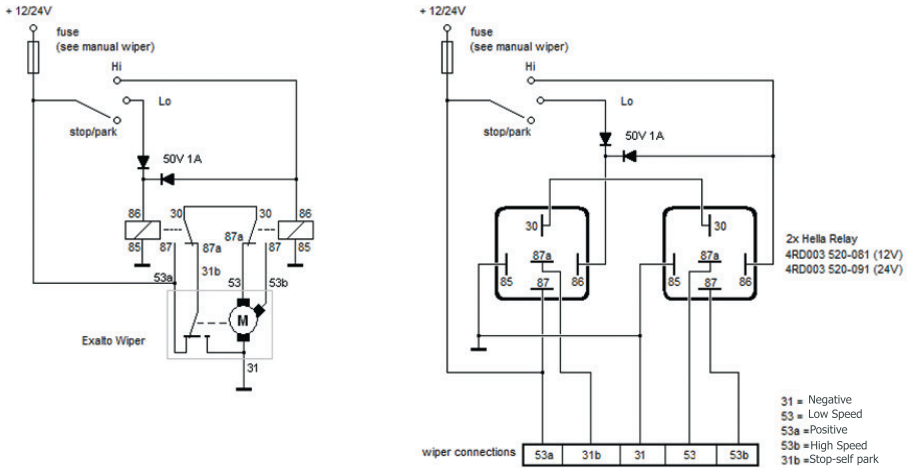 + 12/24V
fuse
(see manual wiper)
Hi
Lo
stop/park
50V 1A
86
30
30
86
85
87
87a
87a
87
85
53a
31b
53
53b
M
Exalto Wiper
31
+ 12/24V
fuse
(see manual wiper)
Hi
Lo
stop/park
50V 1A
30
87a
85
87
86
30
87a
85
87
86
2x Hella Relay
4RD003 520-081 (12V)
4RD003 520-091 (24V)
wiper connections
53a
31b
31
53
53b
31 = Negative
53 = Low Speed
53a =Positive
53b =High Speed
31b =Stop-self park